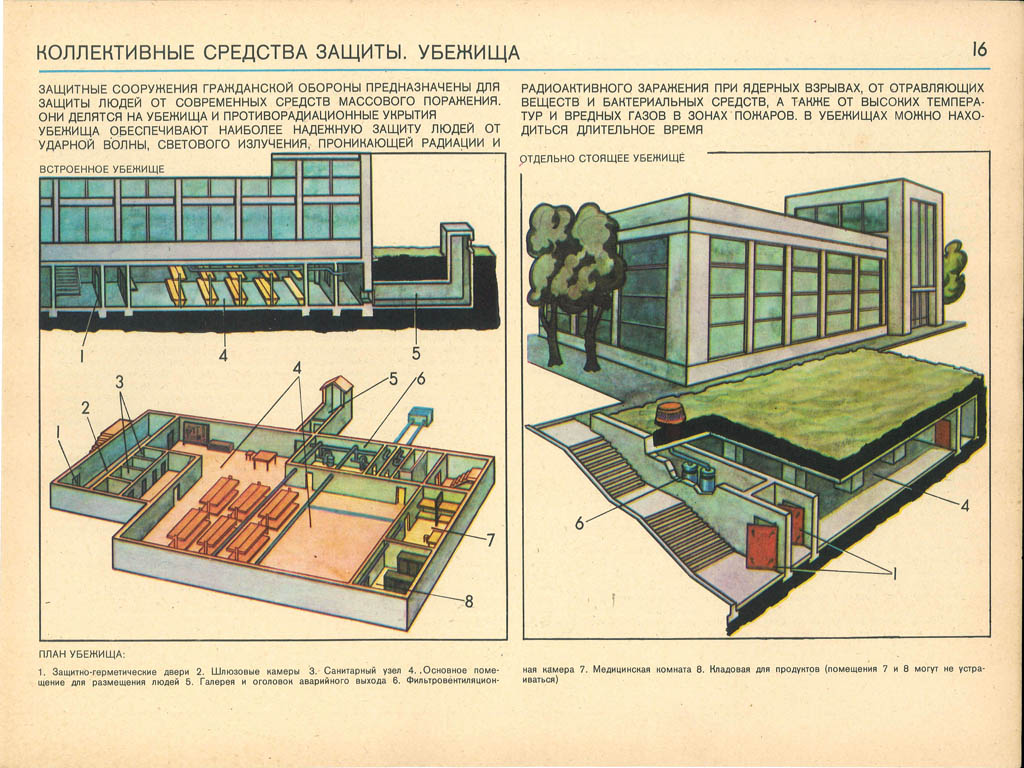 КОЛЛЕКТИВНЫЕ СРЕДСТВА ЗАЩИТЫ. УБЕЖИЩА
16
ЗАЩИТНЫЕ СООРУЖЕНИЯ ГРАЖДАНСКОЙ ОБОРОНЫ ПРЕДНАЗНАЧЕНЫ ДЛЯ
ЗАЩИТЫ ЛЮДЕЙ ОТ СОВРЕМЕННЫХ СРЕДСТВ МАССОВОГО ПОРАЖЕНИЯ.
ОНИ ДЕЛЯТСЯ НА УБЕЖИЩА И ПРОТИВОРАДИАЦИОННЫЕ УКРЫТИЯ
УБЕЖИЩА ОБЕСПЕЧИВАЮТ НАИБОЛЕЕ НАДЕЖНУЮ ЗАЩИТУ ЛЮДЕЙ ОТ
УДАРНОЙ ВОЛНЫ, СВЕТОВОГО ИЗЛУЧЕНИЯ, ПРОНИКАЮЩЕЙ РАДИАЦИИ И
РАДИОАКТИВНОГО ЗАРАЖЕНИЯ ПРИ ЯДЕРНЫХ ВЗРЫВАХ, ОТ ОТРАВЛЯЮЩИХ
ВЕЩЕСТВ И БАКТЕРИАЛЬНЫХ СРЕДСТВ, А ТАКЖЕ ОТ ВЫСОКИХ ТЕМПЕРА-
ТУР И ВРЕДНЫХ ГАЗОВ В ЗОНАХ ПОЖАРОВ. В УБЕЖИЩАХ МОЖНО НАХО-
ДИТЬСЯ ДЛИТЕЛЬНОЕ ВРЕМЯ
ВСТРОЕННОЕ УБЕЖИЩЕ
1 4 5
3 4 5 6
2
1
7
8
ОТДЕЛЬНО СТОЯЩЕЕ УБЕЖИЩЕ
4
6
1
ПЛАН УБЕЖИЩА:
1. Защитно-герметические двери 2. Шлюзовые камеры 3. Санитарный узел 4. Основное поме-
щение для размещения людей 5. Галерея и оголовок аварийного выхода 6. Фильтровентиляцион-
ная камера 7. Медицинская комната 8. Кладовая для продуктов (помещения 7 и 8 могут не устра-
иваться)